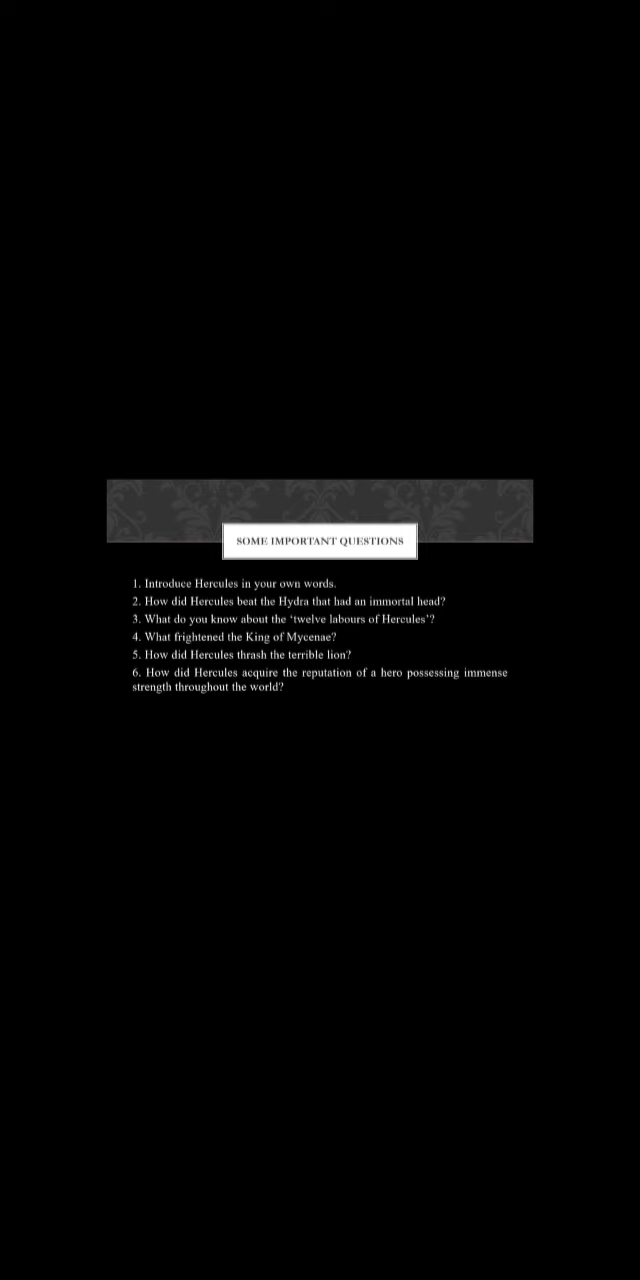 SOME IMPORTANT QUESTIONS
1. Introduce Hercules in your own words.
2. How did Hercules beat the Hydra that had an immortal head?
3. What do you know about the ‘twelve labours of Hercules’?
4. What frightened the King of Mycenae?
5. How did Hercules thrash the terrible lion?
6. How did Hercules acquire the reputation of a hero possessing immense
strength throughout the world?